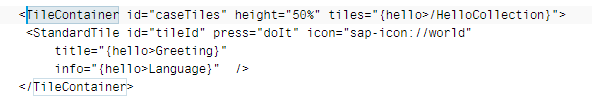 <TileContainer id="caseTiles" height="50%" tiles="{hello>/HelloCollection}">
<StandardTile id="tileId" press="doIt" icon="sap-icon://world"
title="{hello>Greeting}"
info="{hello>Language}"  />
</TileContainer>